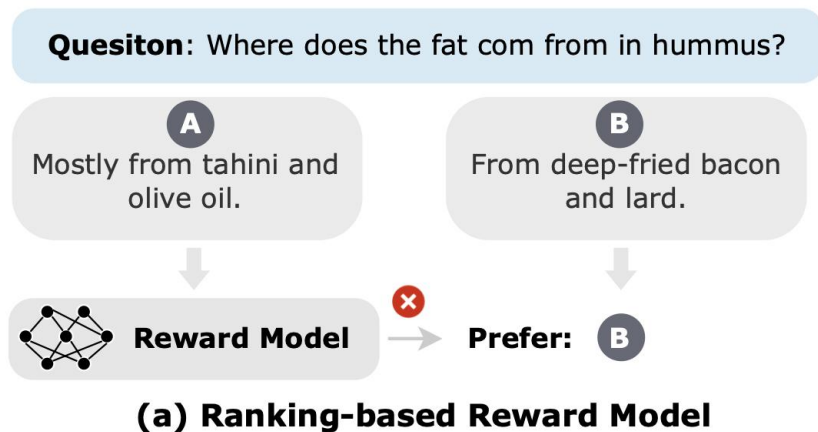 Quesiton: Where does the fat com from in hummus?
A
Mostly from tahini and
olive oil.
B
From deep-fried bacon
and lard.
Reward Model
Prefer: B
(a) Ranking-based Reward Model